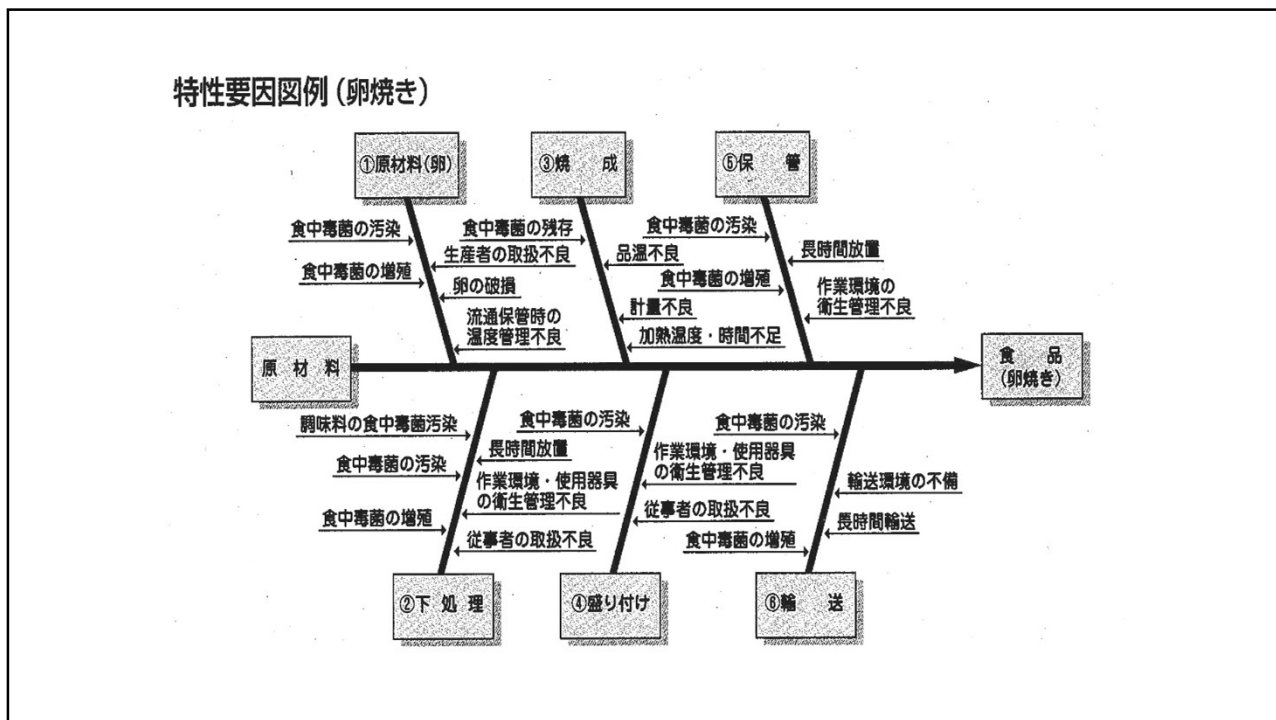 特性要因図例(卵焼き)
①原材料(卵)
③焼 成
⑤保 管
食中毒菌の汚染
食中毒菌の増殖
生産者の取扱不良
卵の破損
流通保管時の
温度管理不良
食中毒菌の残存
品温不良
計量不良
加熱温度・時間不足
食中毒菌の汚染
食中毒菌の増殖
長時間放置
作業環境の
衛生管理不良
原 材 料
食 品
(卵焼き)
調味料の食中毒菌汚染
食中毒菌の汚染
食中毒菌の増殖
長時間放置
作業環境・使用器具
の衛生管理不良
従事者の取扱不良
食中毒菌の汚染
作業環境・使用器具
の衛生管理不良
従事者の取扱不良
食中毒菌の汚染
食中毒菌の増殖
輸送環境の不備
長時間輸送
②下 処 理
④盛り付け
⑥輸 送